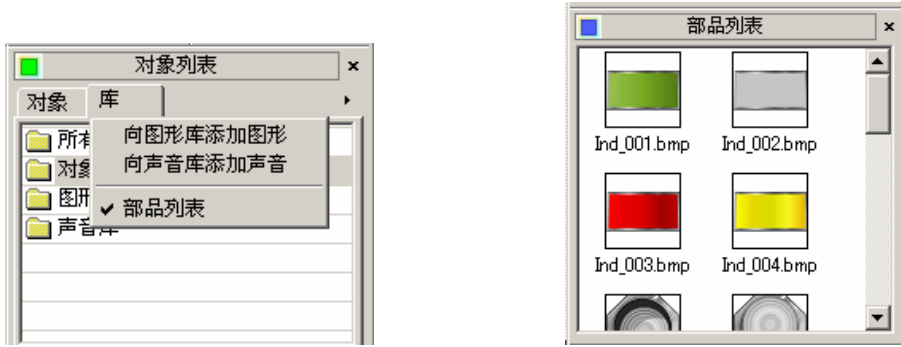 对象列表
对象 库
所有
向图形库添加图形
对象
向声音库添加声音
图形
部品列表
声音库
部品列表
Ind_001.bmp Ind_002.bmp
Ind_003.bmp Ind_004.bmp